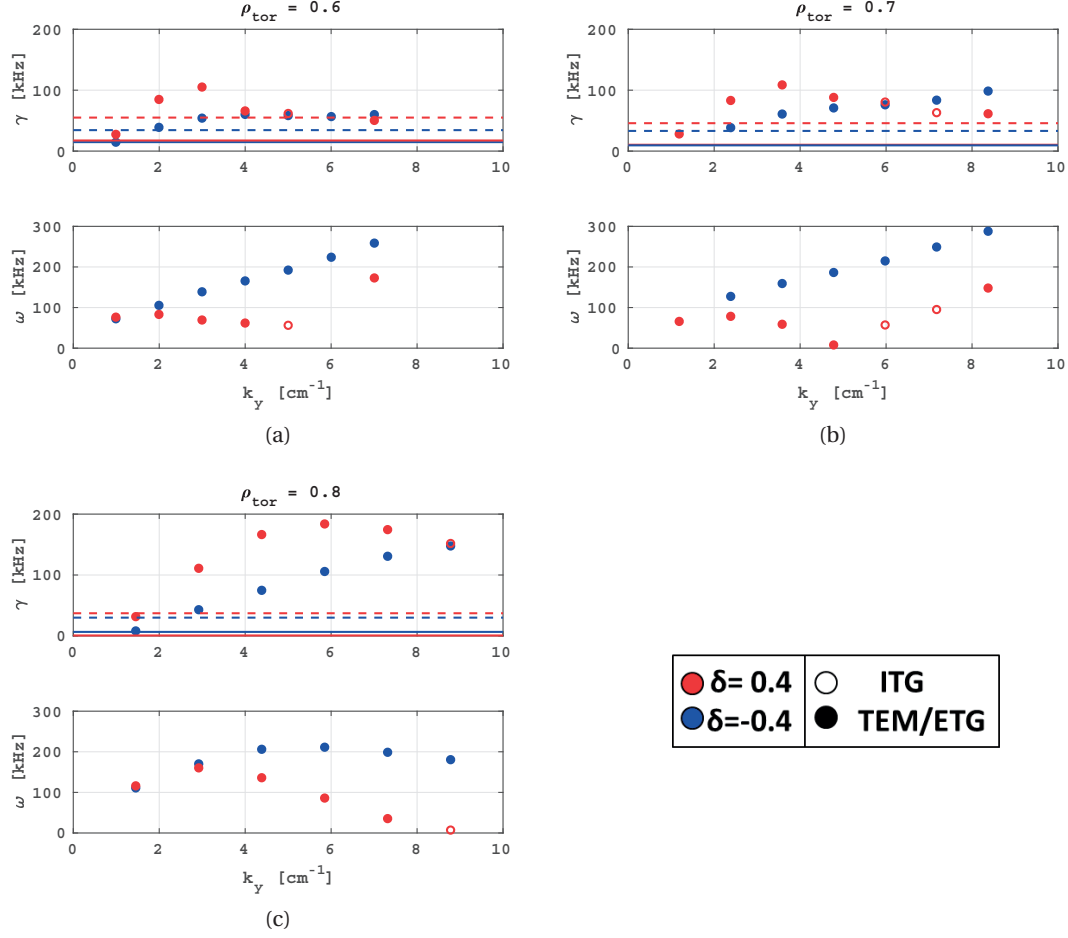 ρtor = 0.6
γ [kHz]
200
100
0
0 2 4 6 8 10
ω [kHz]
300
200
100
0
0 2 4 6 8 10
k_y [cm⁻¹]
(a)
ρtor = 0.7
γ [kHz]
200
100
0
0 2 4 6 8 10
ω [kHz]
300
200
100
0
0 2 4 6 8 10
k_y [cm⁻¹]
(b)
ρtor = 0.8
γ [kHz]
200
100
0
0 2 4 6 8 10
ω [kHz]
300
200
100
0
0 2 4 6 8 10
k_y [cm⁻¹]
(c)
δ= 0.4 ITG
δ=-0.4 TEM/ETG